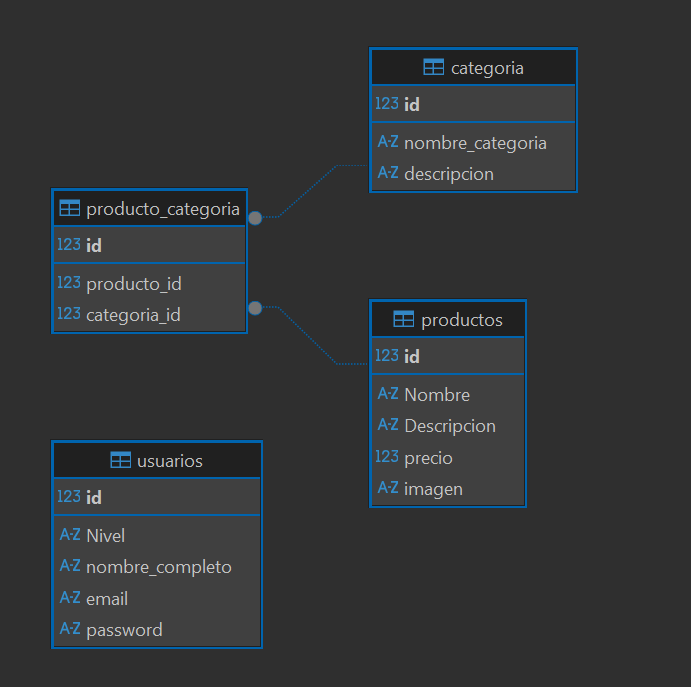 categoria
123 id
A-Z nombre_categoria
A-Z descripcion
producto_categoria
123 id
123 producto_id
123 categoria_id
productos
123 id
A-Z Nombre
A-Z Descripcion
123 precio
A-Z imagen
usuarios
123 id
A-Z Nivel
A-Z nombre_completo
A-Z email
A-Z password